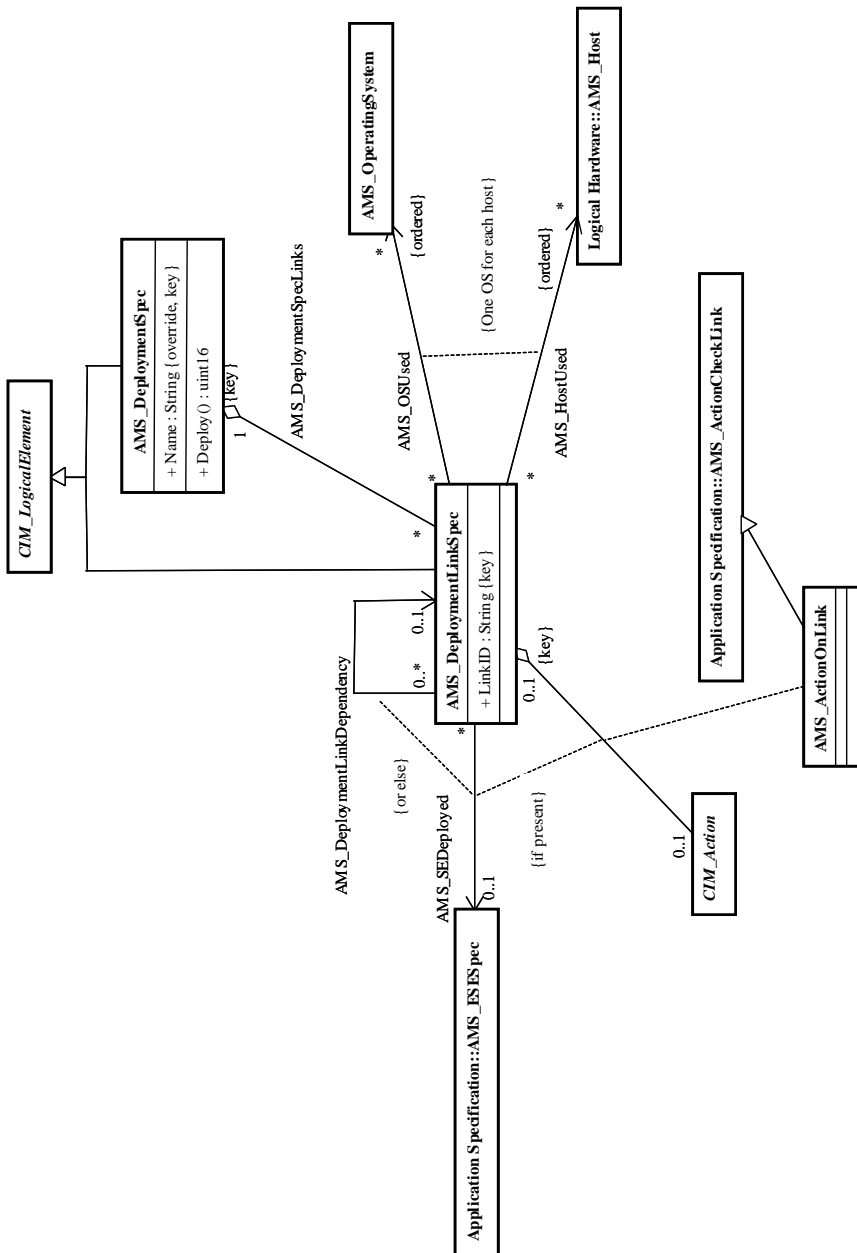 CIM_LogicalElement
AMS_DeploymentSpec
+ Name : String {override, key}
+ Deploy() : uint16
{key}
1
AMS_DeploymentSpecLinks
*
AMS_OperatingSystem
*
{ordered}
AMS_OSUsed
*
{One OS for each host}
Logical Hardware::AMS_Host
*
{ordered}
AMS_HostUsed
*
AMS_DeploymentLinkSpec
+ LinkID : String {key}
AMS_DeploymentLinkDependency
0..1
0..*
{or else}
*
AMS_SEDeployed
0..1
{if present}
Application Specification::AMS_ESESpec
{key}
0..1
0..1
CIM_Action
Application Specification::AMS_ActionCheckLink
AMS_ActionOnLink